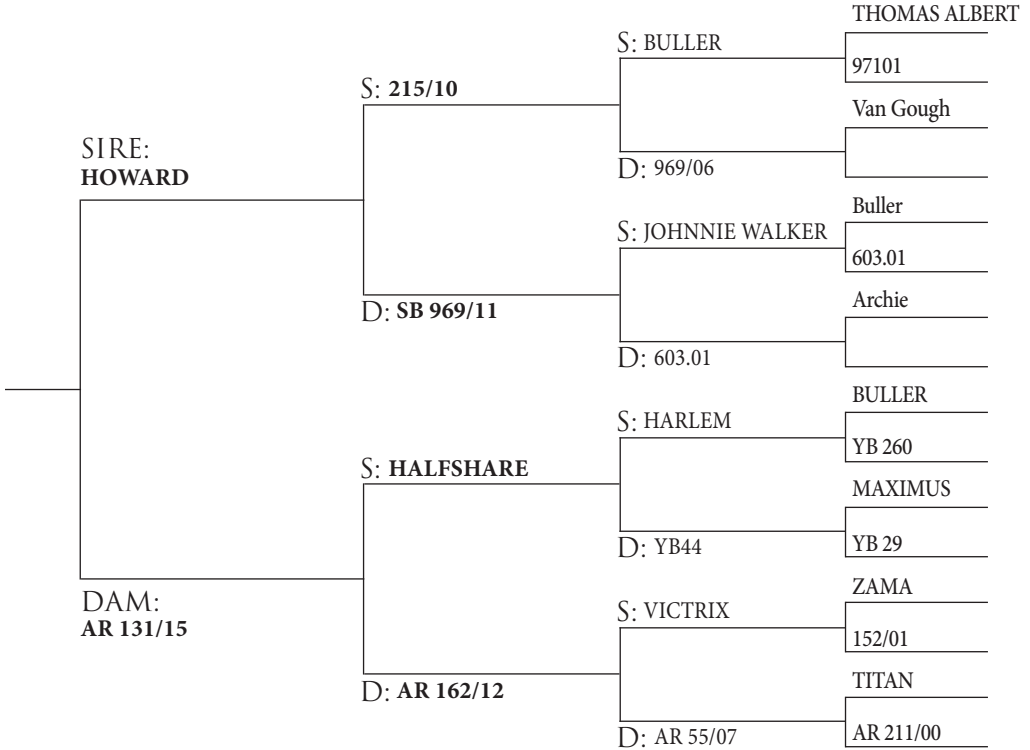 THOMAS ALBERT
S: BULLER
97101
S: 215/10
Van Gough
D: 969/06
SIRE:
HOWARD
Buller
S: JOHNNIE WALKER
603.01
Archie
D: SB 969/11
D: 603.01
BULLER
S: HARLEM
YB 260
S: HALFSHARE
MAXIMUS
D: YB44
YB 29
DAM:
AR 131/15
ZAMA
S: VICTRIX
152/01
TITAN
D: AR 162/12
D: AR 55/07
AR 211/00